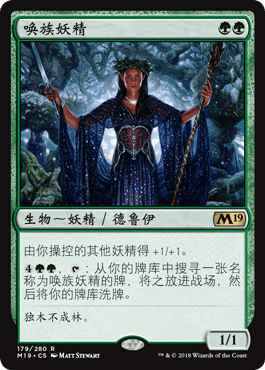 唤族妖精
生物～妖精／德鲁伊
M19
由你操控的其他妖精得+1/+1。
4，：从你的牌库中搜寻一张名
称为唤族妖精的牌，将之放进战场，然
后将你的牌库洗牌。
独木不成林。
1/1
179/280 R
M19 • CS MATT STEWART
™ & © 2018 Wizards of the Coast